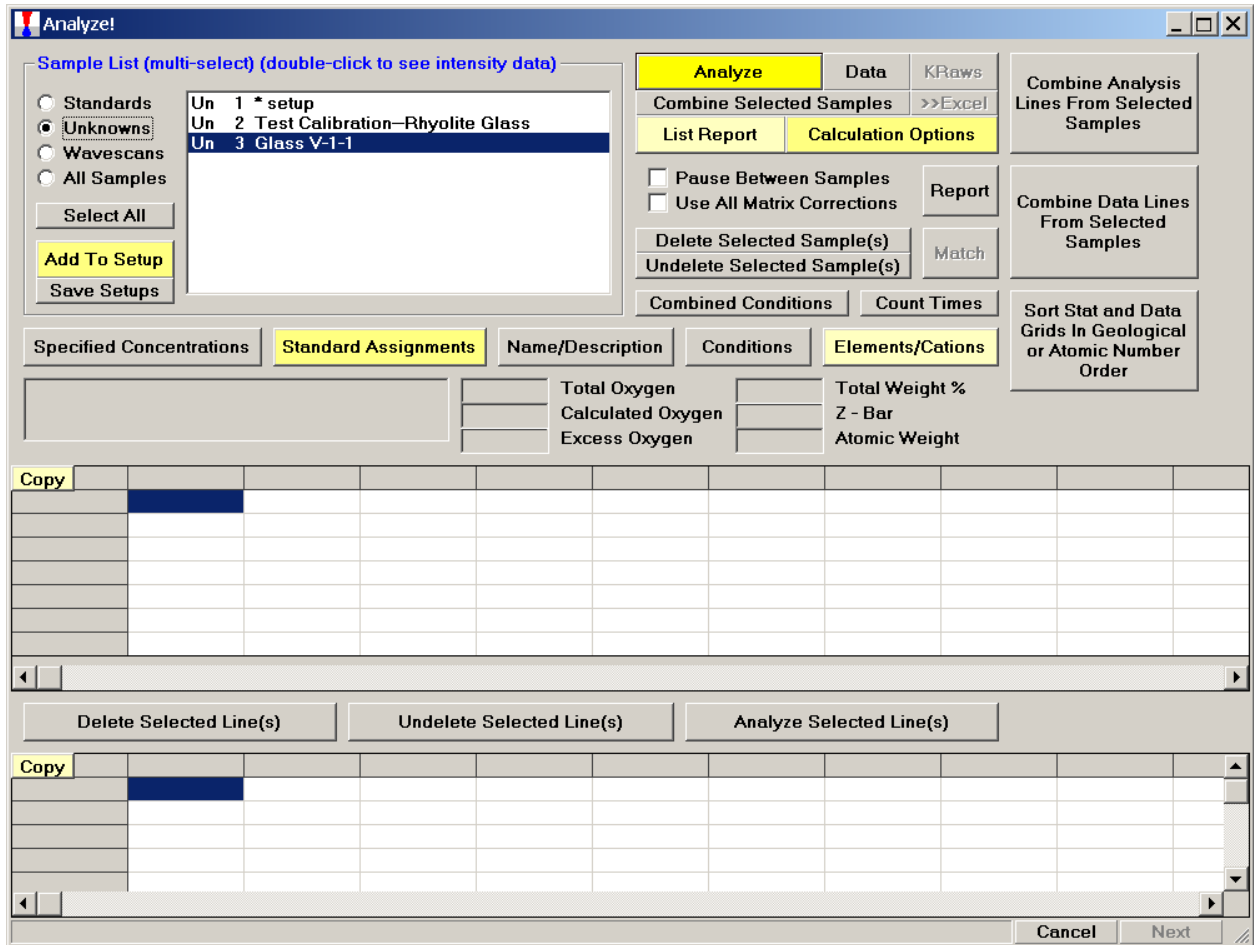 Analyze!
Sample List (multi-select) (double-click to see intensity data)
Standards
Unknowns
Wavescans
All Samples
Select All
Add To Setup
Save Setups
Un 1 * setup
Un 2 Test Calibration—Rhyolite Glass
Un 3 Glass V-1-1
Analyze
Data
KRaws
Combine Selected Samples
>>Excel
List Report
Calculation Options
Pause Between Samples
Use All Matrix Corrections
Report
Delete Selected Sample(s)
Undelete Selected Sample(s)
Match
Combined Conditions
Count Times
Combine Analysis
Lines From Selected
Samples
Combine Data Lines
From Selected
Samples
Sort Stat and Data
Grids In Geological
or Atomic Number
Order
Specified Concentrations
Standard Assignments
Name/Description
Conditions
Elements/Cations
Total Oxygen
Calculated Oxygen
Excess Oxygen
Total Weight %
Z - Bar
Atomic Weight
Copy
Delete Selected Line(s)
Undelete Selected Line(s)
Analyze Selected Line(s)
Copy
Cancel
Next